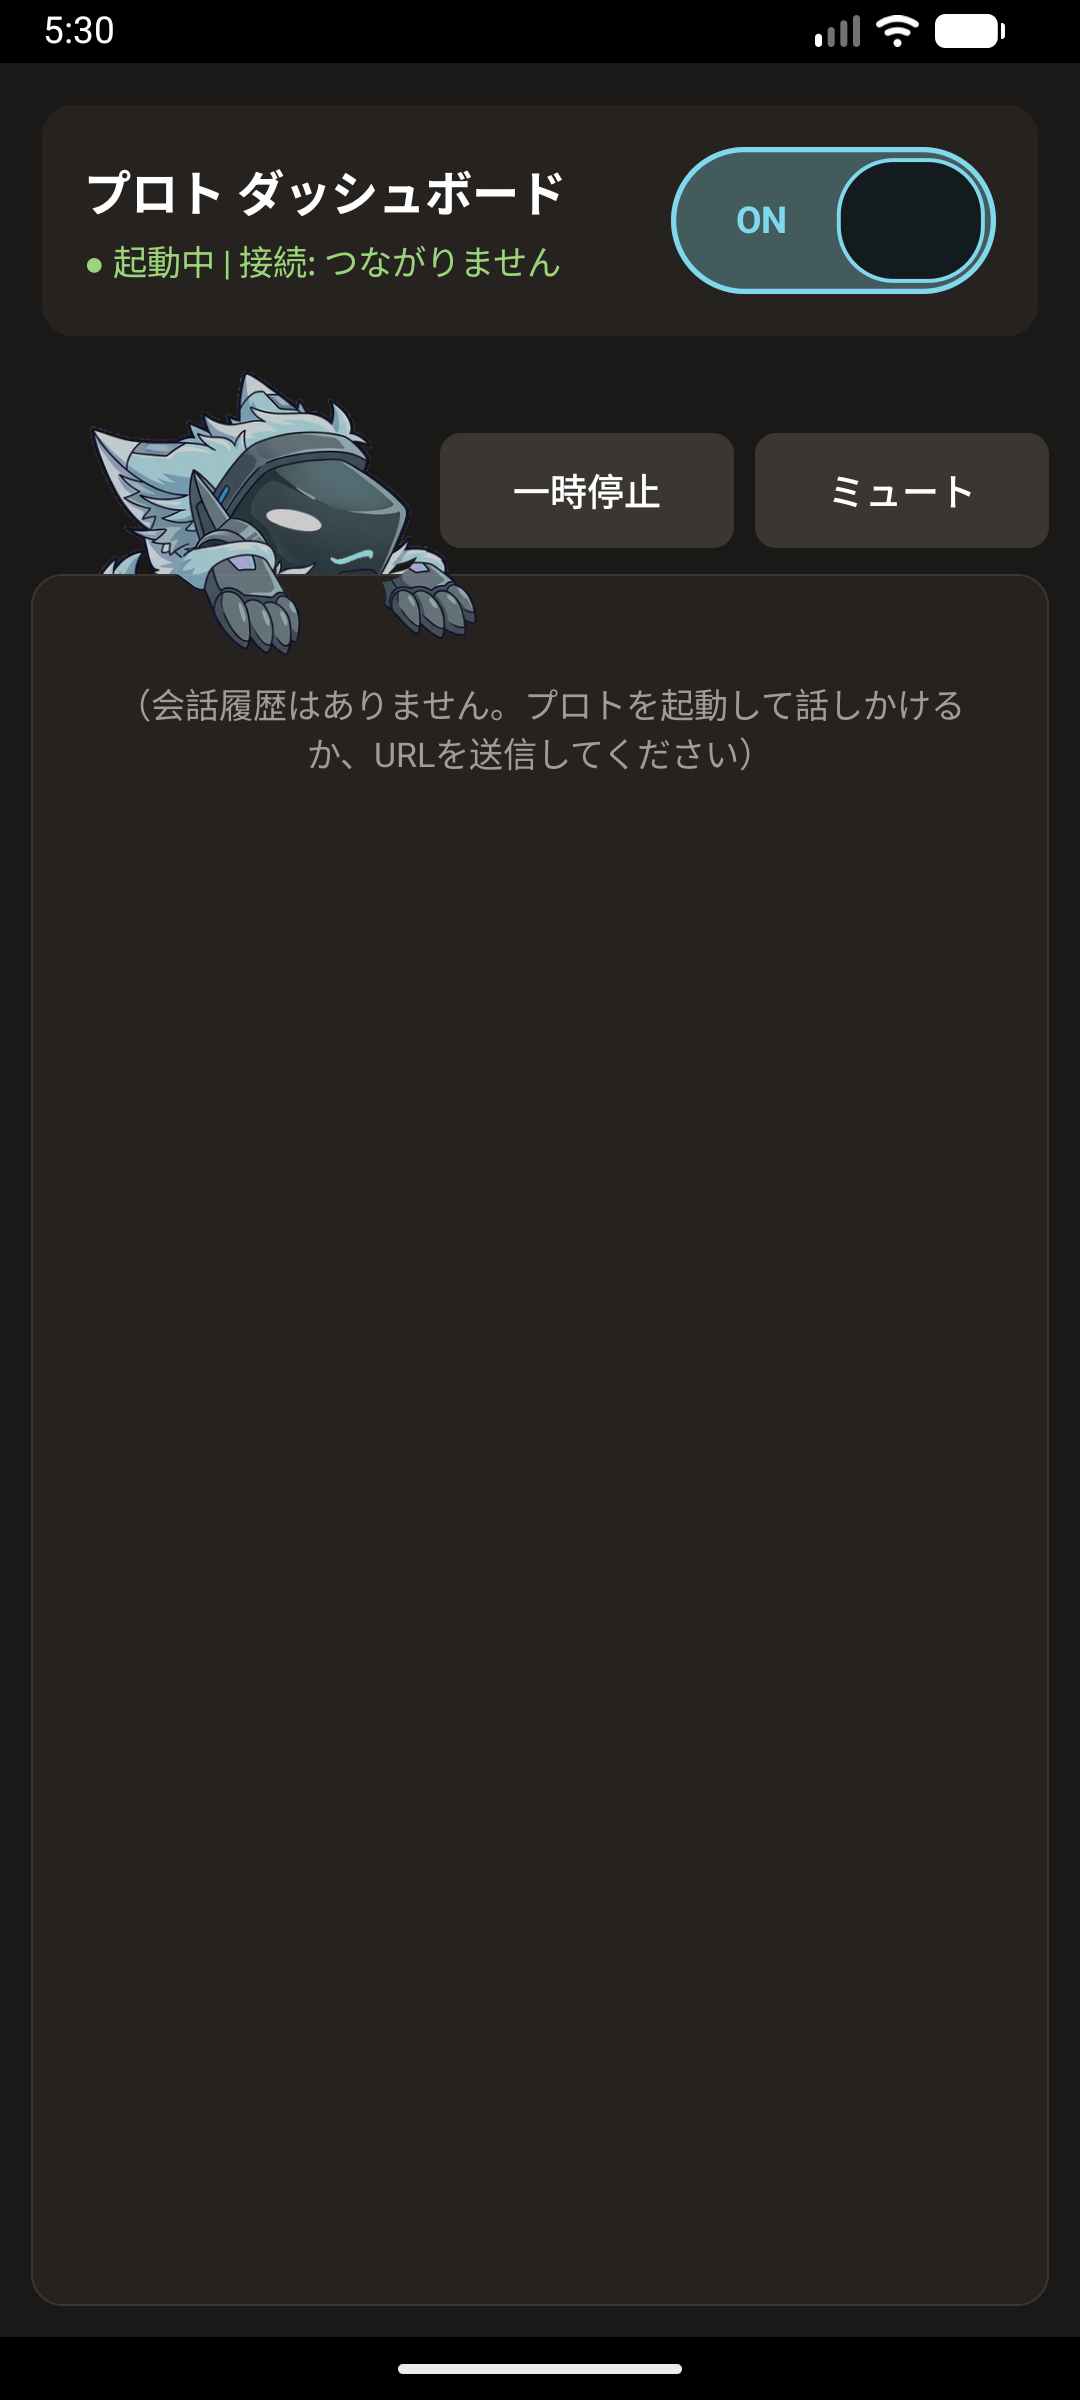 5:30
プロト ダッシュボード
● 起動中 | 接続: つながりません
ON
一時停止
ミュート
（会話履歴はありません。プロトを起動して話しかける
か、URLを送信してください）